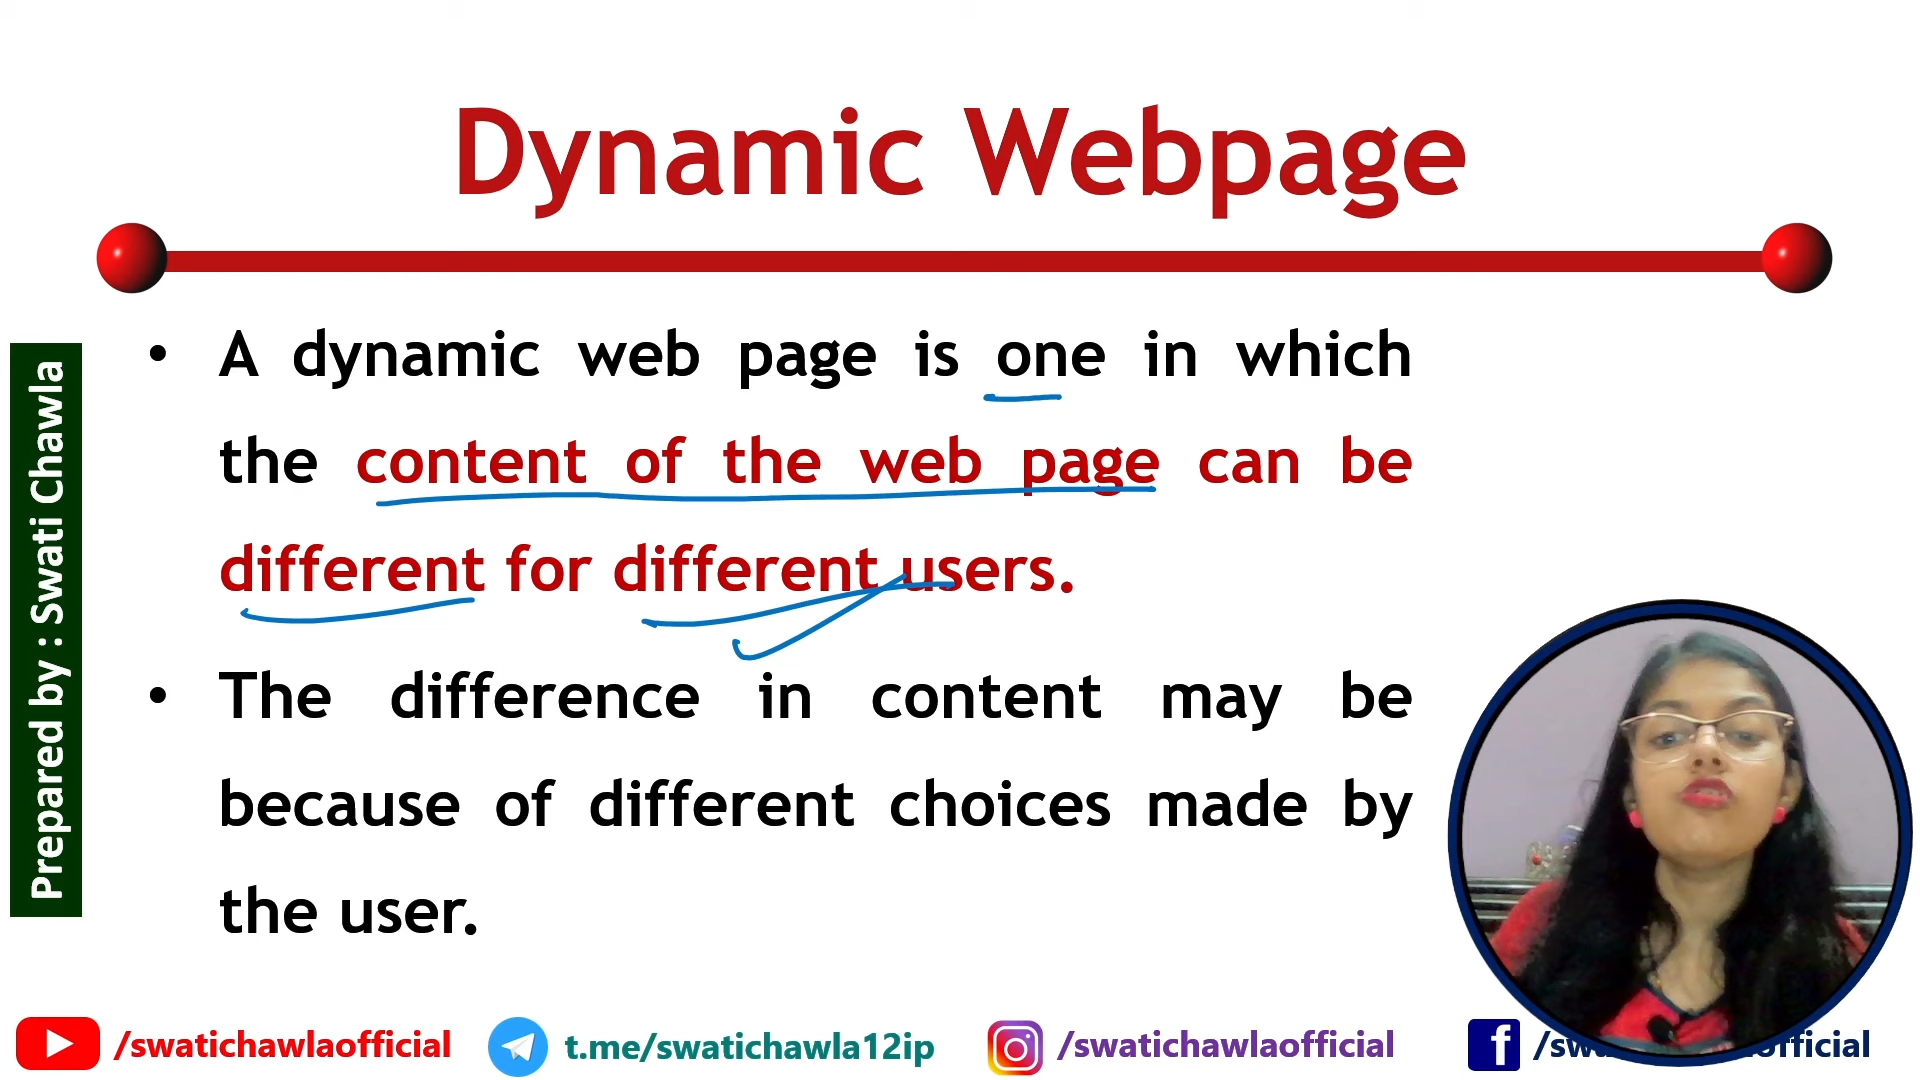 Dynamic Webpage
• A dynamic web page is one in which
the content of the web page can be
different for different users.
• The difference in content may be
because of different choices made by
the user.
Prepared by : Swati Chawla
/swatichawlaofficial
t.me/swatichawla12ip
/swatichawlaofficial